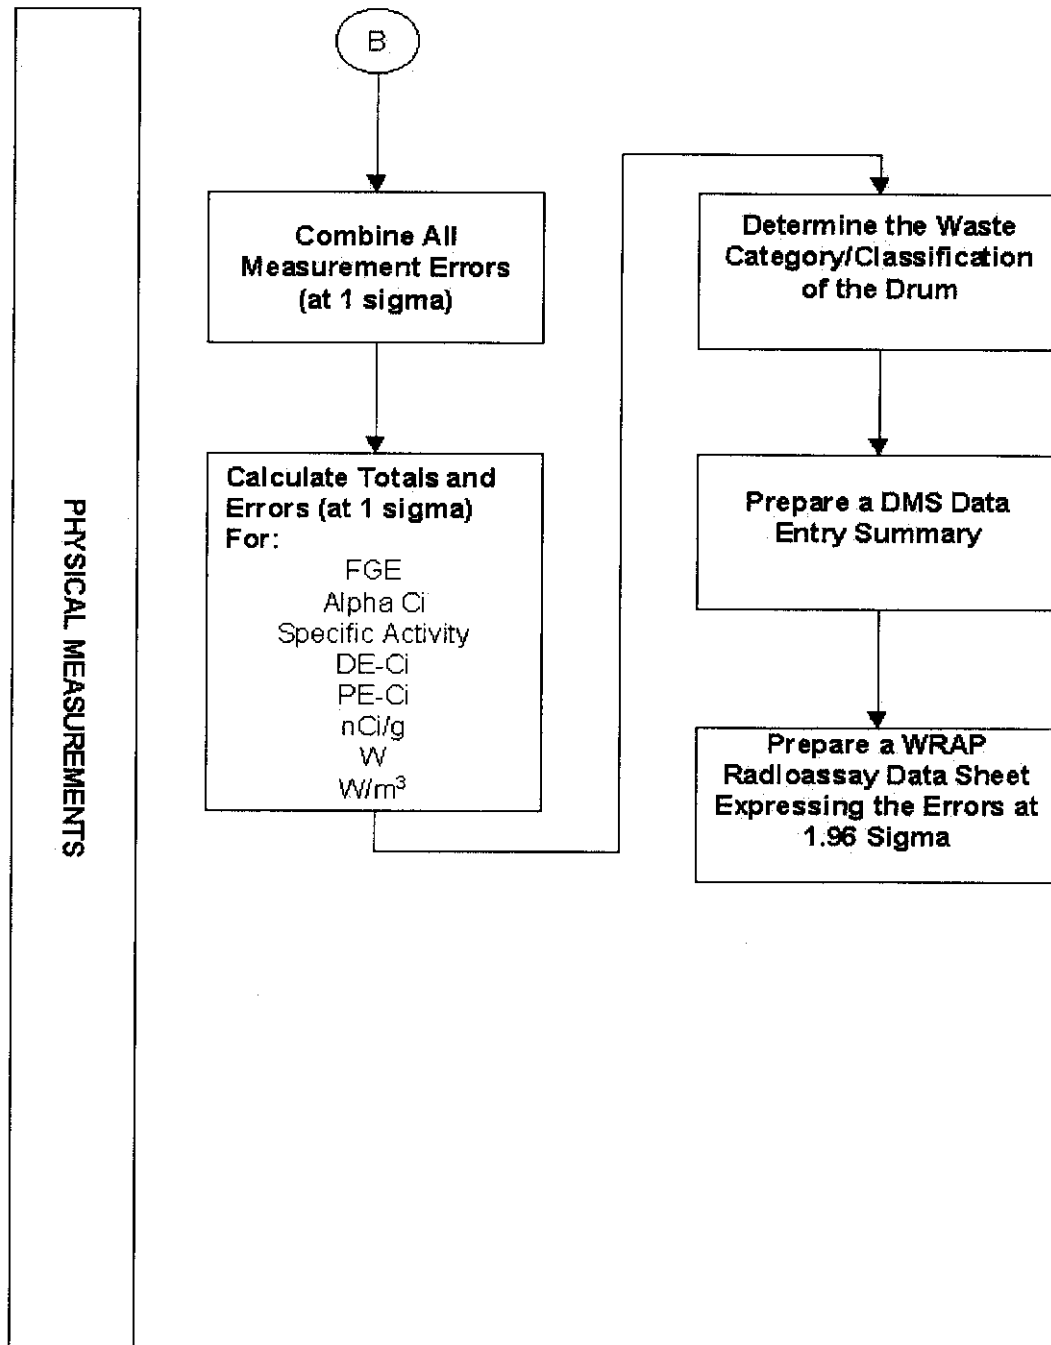 B
Combine All
Measurement Errors
(at 1 sigma)
Calculate Totals and
Errors (at 1 sigma)
For:
FGE
Alpha Ci
Specific Activity
DE-Ci
PE-Ci
nCi/g
W
W/m³
Determine the Waste
Category/Classification
of the Drum
Prepare a DMS Data
Entry Summary
Prepare a WRAP
Radioassay Data Sheet
Expressing the Errors at
1.96 Sigma
PHYSICAL MEASUREMENTS